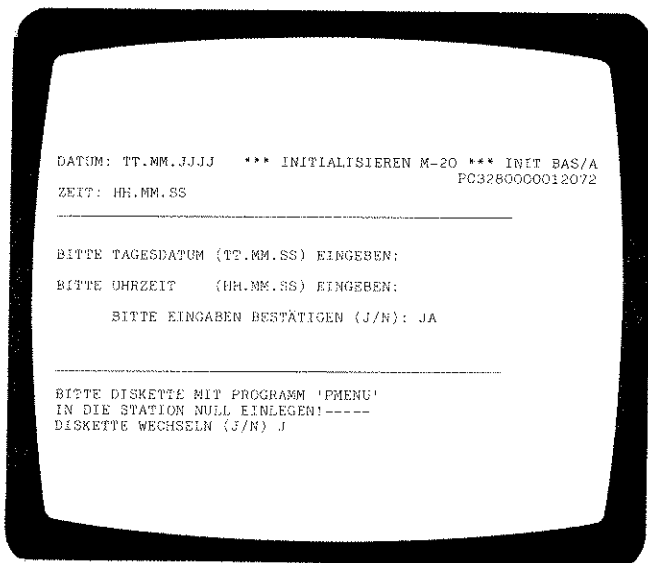 DATUM: TT.MM.JJJJ *** INITIALISIEREN M-20 *** INIT BAS/A
PC3280000012072
ZEIT: HH.MM.SS
BITTE TAGESDATUM (TT.MM.SS) EINGEBEN:
BITTE UHRZEIT (HH.MM.SS) EINGEBEN:
BITTE EINGABEN BESTÄTIGEN (J/N): JA
BITTE DISKETTE MIT PROGRAMM 'PMENU'
IN DIE STATION NULL EINLEGEN!-----
DISKETTE WECHSELN (J/N) J